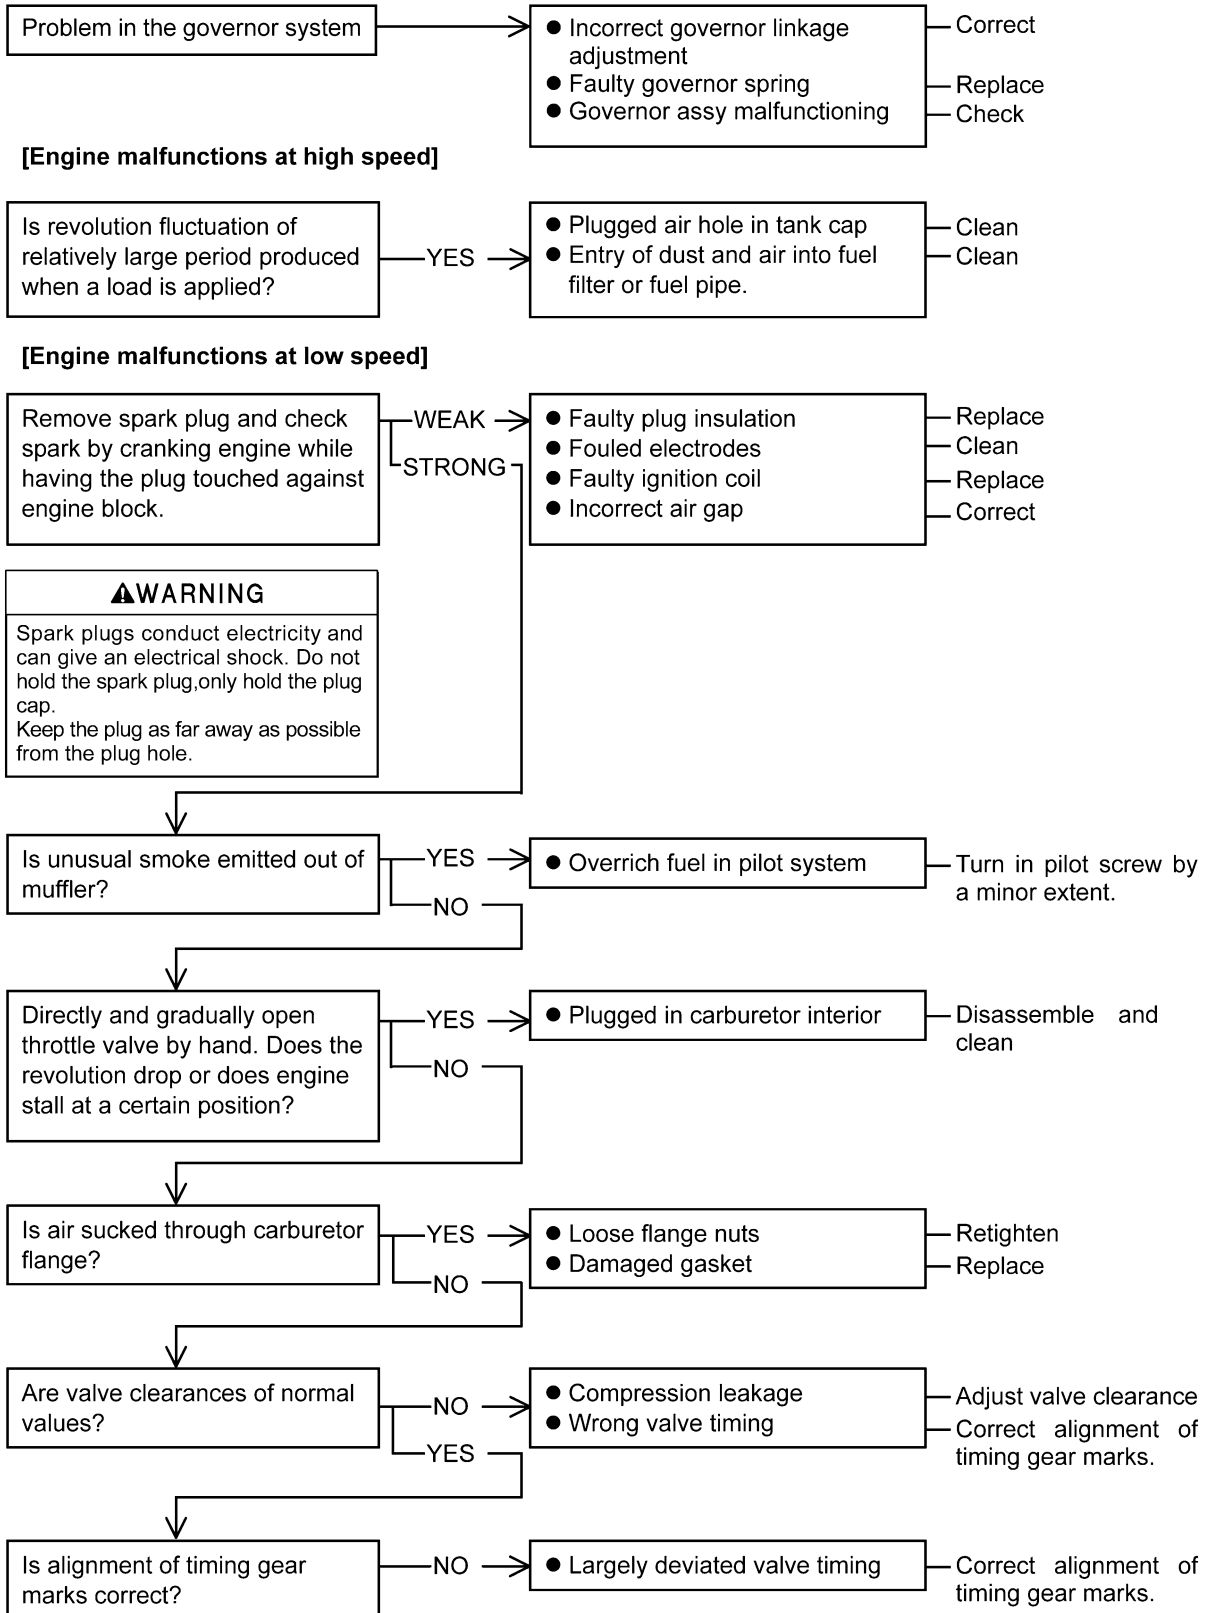 Problem in the governor system
● Incorrect governor linkage
adjustment
● Faulty governor spring
● Governor assy malfunctioning
Correct
Replace
Check
[Engine malfunctions at high speed]
Is revolution fluctuation of
relatively large period produced
when a load is applied?
YES
● Plugged air hole in tank cap
● Entry of dust and air into fuel
filter or fuel pipe.
Clean
Clean
[Engine malfunctions at low speed]
Remove spark plug and check
spark by cranking engine while
having the plug touched against
engine block.
WEAK
STRONG
● Faulty plug insulation
● Fouled electrodes
● Faulty ignition coil
● Incorrect air gap
Replace
Clean
Replace
Correct
⚠WARNING
Spark plugs conduct electricity and
can give an electrical shock. Do not
hold the spark plug,only hold the plug
cap.
Keep the plug as far away as possible
from the plug hole.
Is unusual smoke emitted out of
muffler?
YES
NO
● Overrich fuel in pilot system
Turn in pilot screw by
a minor extent.
Directly and gradually open
throttle valve by hand. Does the
revolution drop or does engine
stall at a certain position?
YES
NO
● Plugged in carburetor interior
Disassemble and
clean
Is air sucked through carburetor
flange?
YES
NO
● Loose flange nuts
● Damaged gasket
Retighten
Replace
Are valve clearances of normal
values?
NO
YES
● Compression leakage
● Wrong valve timing
Adjust valve clearance
Correct alignment of
timing gear marks.
Is alignment of timing gear
marks correct?
NO
● Largely deviated valve timing
Correct alignment of
timing gear marks.